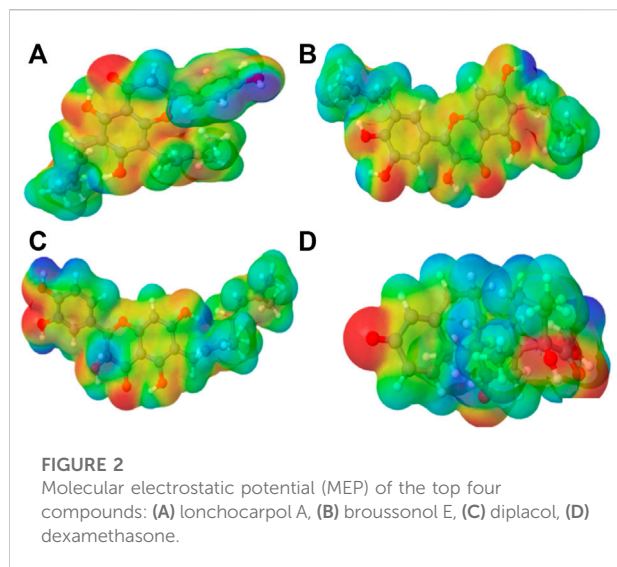 A
B
C
D
FIGURE 2
Molecular electrostatic potential (MEP) of the top four
compounds: (A) lonchocarpol A, (B) broussonol E, (C) diplacol, (D)
dexamethasone.